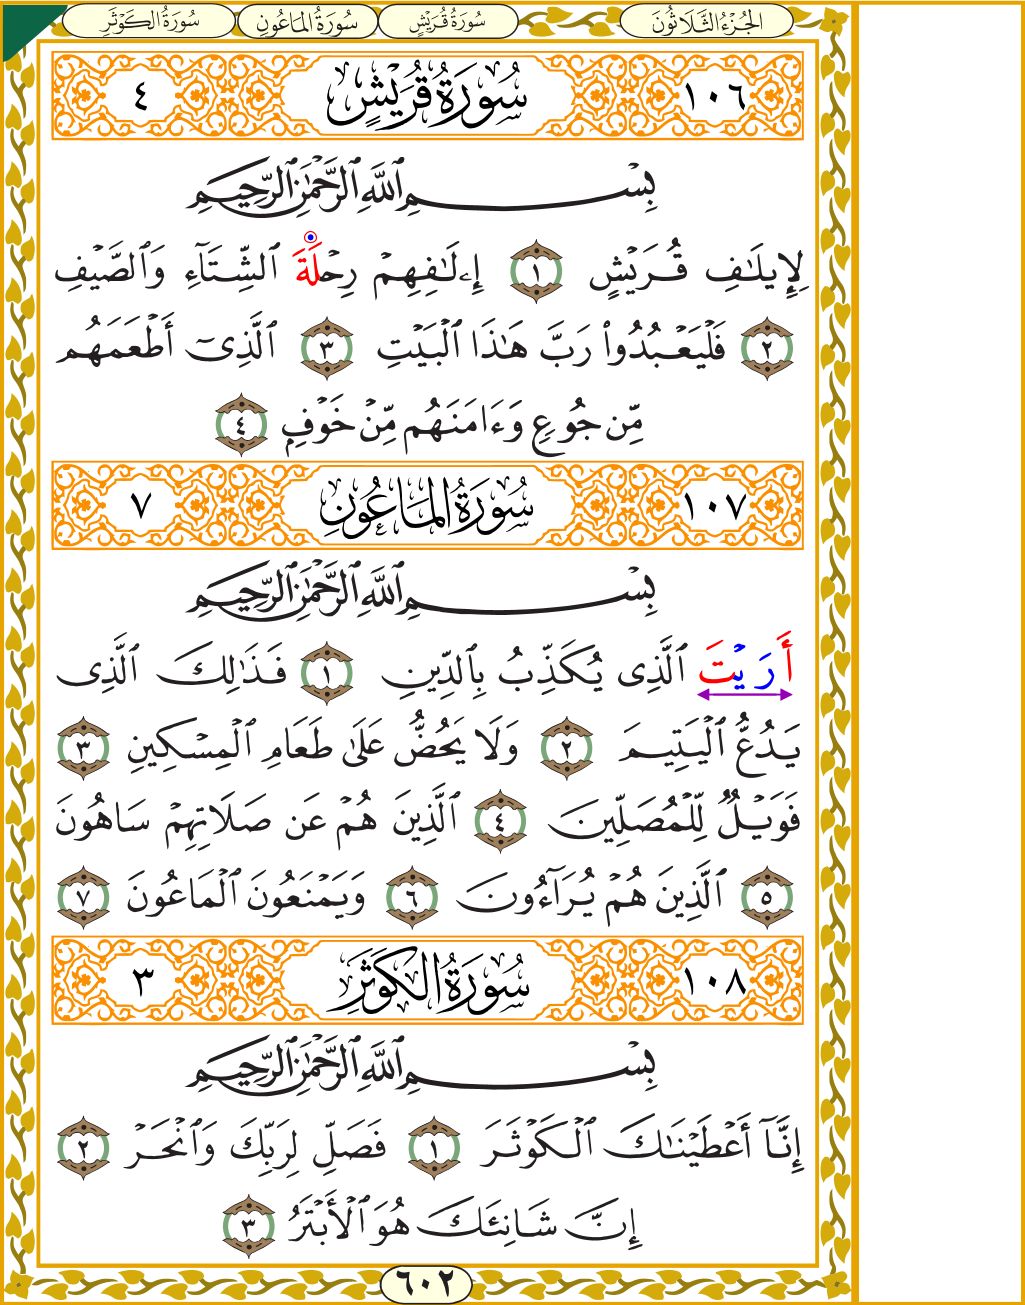 الجُزْءُ الثَّلَاثُونَ سُورَةُ قُرَيْشٍ سُورَةُ المَاعُونِ سُورَةُ الكَوْثَرِ
١٠٦ سُورَةُ قُرَيْشٍ ٤
بِسْمِ ٱللَّهِ ٱلرَّحْمَٰنِ ٱلرَّحِيمِ
لِإِيلَٰفِ قُرَيْشٍ ١ إِۦلَٰفِهِمْ رِحْلَةَ ٱلشِّتَآءِ وَٱلصَّيْفِ
٢ فَلْيَعْبُدُوا۟ رَبَّ هَٰذَا ٱلْبَيْتِ ٣ ٱلَّذِىٓ أَطْعَمَهُم
مِّن جُوعٍ وَءَامَنَهُم مِّنْ خَوْفٍ ٤
١٠٧ سُورَةُ المَاعُونِ ٧
بِسْمِ ٱللَّهِ ٱلرَّحْمَٰنِ ٱلرَّحِيمِ
أَرَيْتَ ٱلَّذِى يُكَذِّبُ بِٱلدِّينِ ١ فَذَٰلِكَ ٱلَّذِى
يَدُعُّ ٱلْيَتِيمَ ٢ وَلَا يَحُضُّ عَلَىٰ طَعَامِ ٱلْمِسْكِينِ ٣
فَوَيْلٌ لِّلْمُصَلِّينَ ٤ ٱلَّذِينَ هُمْ عَن صَلَاتِهِمْ سَاهُونَ
٥ ٱلَّذِينَ هُمْ يُرَآءُونَ ٦ وَيَمْنَعُونَ ٱلْمَاعُونَ ٧
١٠٨ سُورَةُ الكَوْثَرِ ٣
بِسْمِ ٱللَّهِ ٱلرَّحْمَٰنِ ٱلرَّحِيمِ
إِنَّآ أَعْطَيْنَٰكَ ٱلْكَوْثَرَ ١ فَصَلِّ لِرَبِّكَ وَٱنْحَرْ ٢
إِنَّ شَانِئَكَ هُوَ ٱلْأَبْتَرُ ٣
٦٠٢